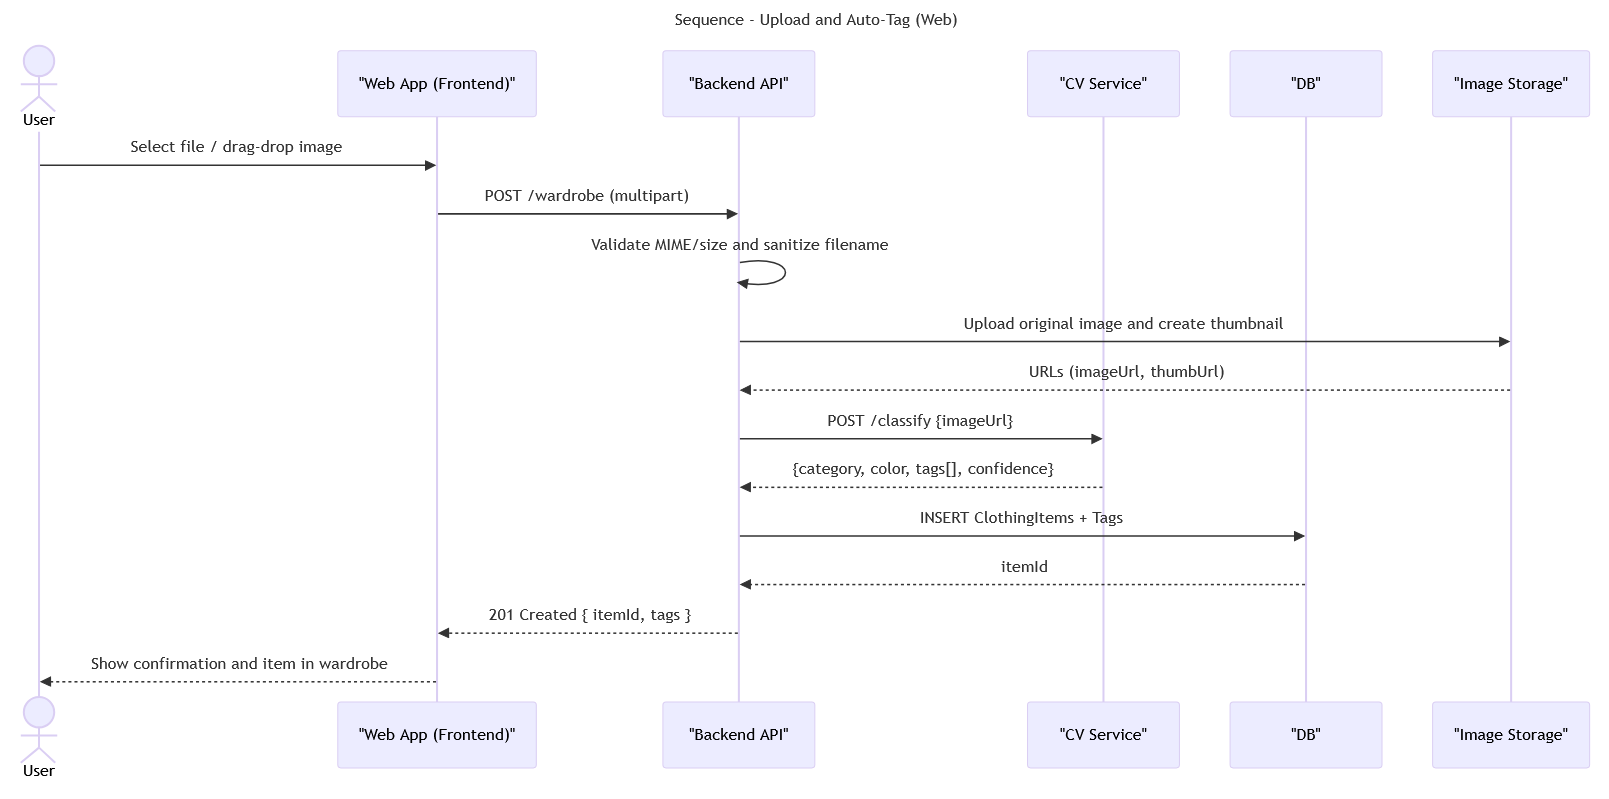 Sequence - Upload and Auto-Tag (Web)
User
"Web App (Frontend)"
"Backend API"
"CV Service"
"DB"
"Image Storage"
Select file / drag-drop image
POST /wardrobe (multipart)
Validate MIME/size and sanitize filename
Upload original image and create thumbnail
URLs (imageUrl, thumbUrl)
POST /classify {imageUrl}
{category, color, tags[], confidence}
INSERT ClothingItems + Tags
itemId
201 Created { itemId, tags }
Show confirmation and item in wardrobe
User
"Web App (Frontend)"
"Backend API"
"CV Service"
"DB"
"Image Storage"